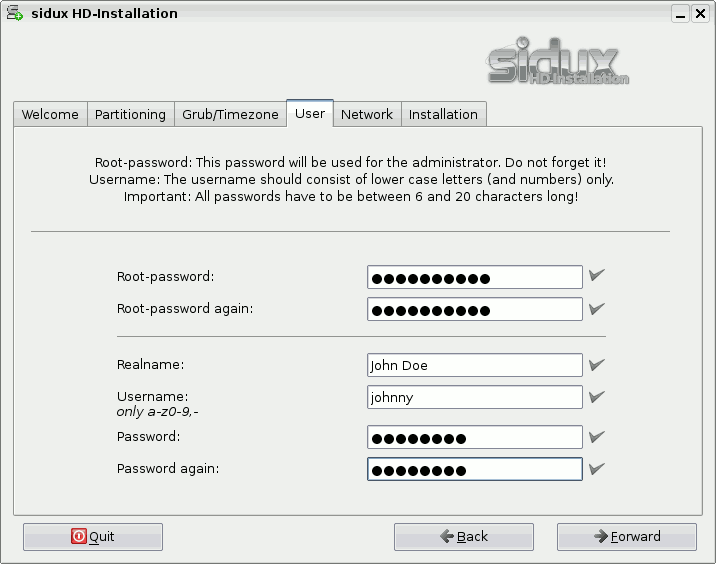 sidux HD-Installation
sidux
HD-Installation
Welcome Partitioning Grub/Timezone User Network Installation
Root-password: This password will be used for the administrator. Do not forget it!
Username: The username should consist of lower case letters (and numbers) only.
Important: All passwords have to be between 6 and 20 characters long!
Root-password: ●●●●●●●●●●
Root-password again: ●●●●●●●●●●
Realname: John Doe
Username: johnny
only a-z0-9,-
Password: ●●●●●●●●
Password again: ●●●●●●●●
Quit Back Forward